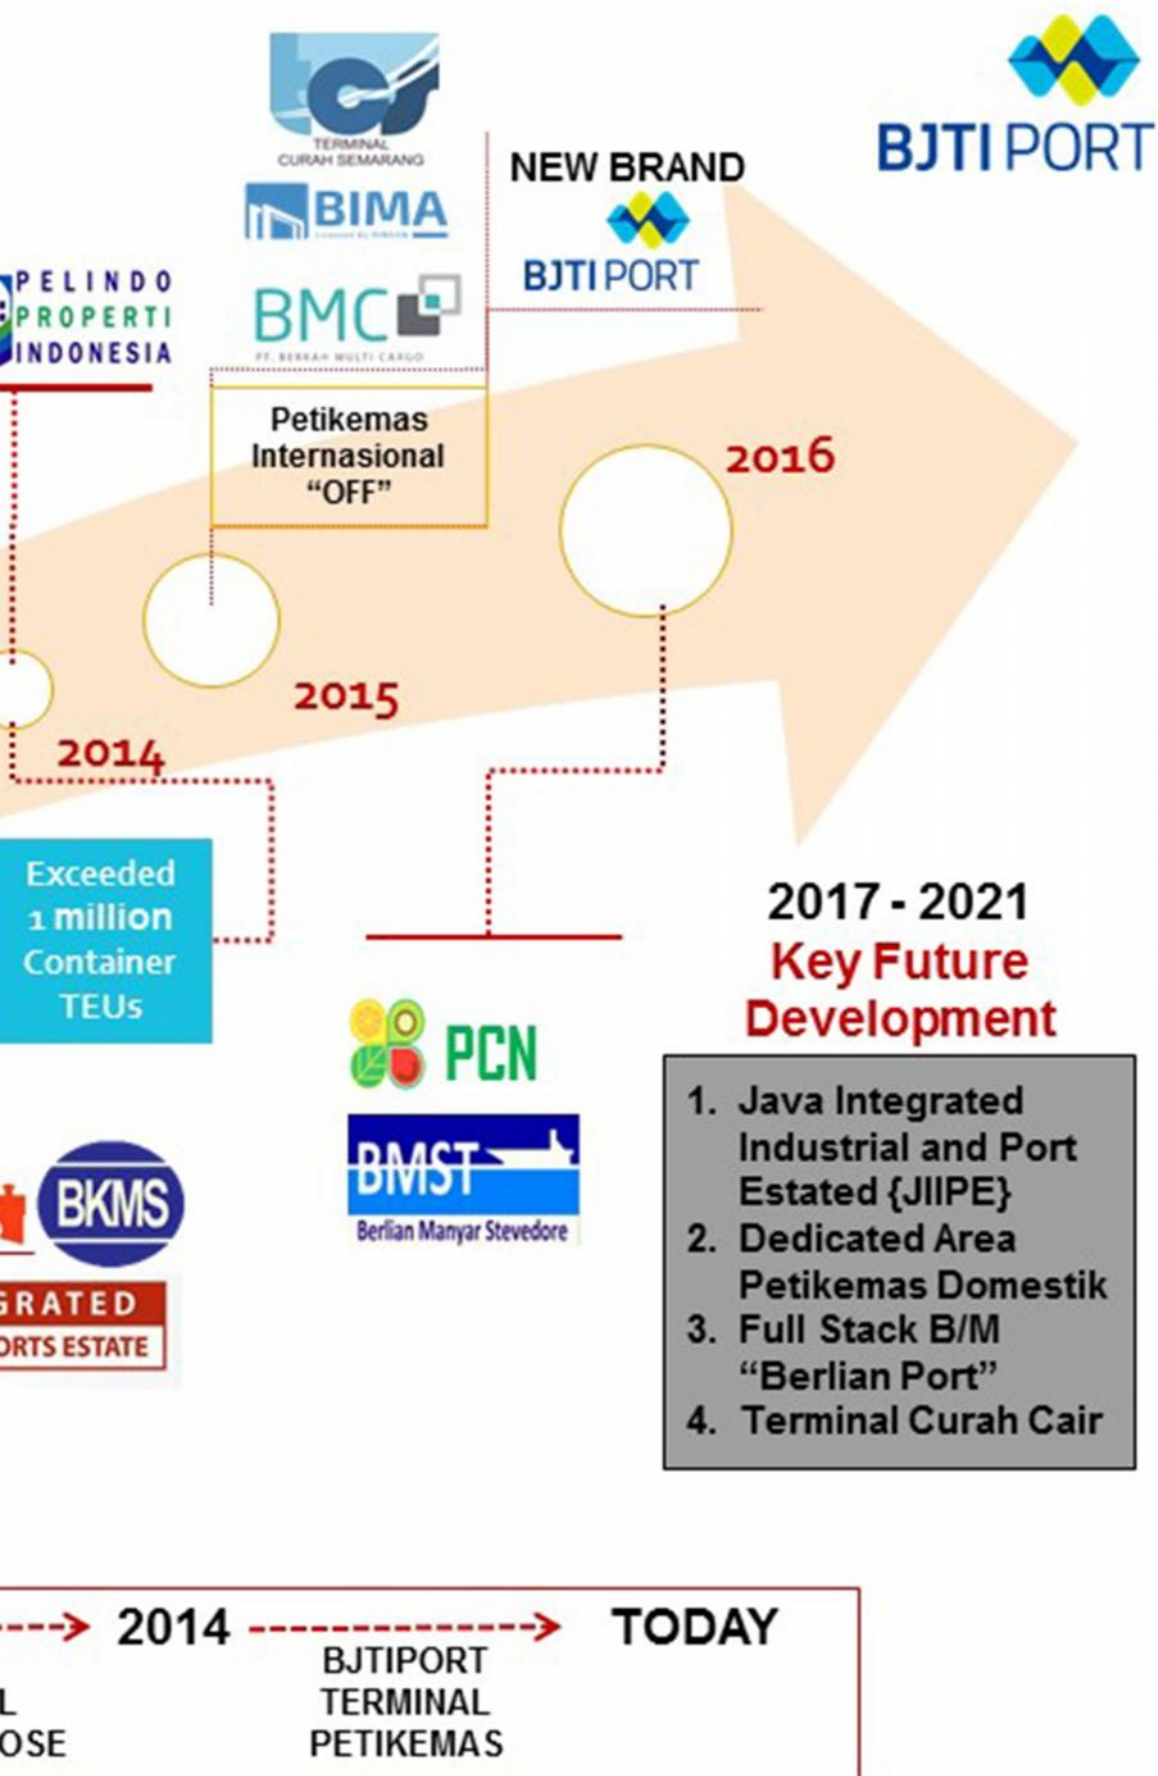 TERMINAL
CURAH SEMARANG
BJTI PORT
NEW BRAND
BIMA
BJTI PORT
PELINDO
PROPERTI
INDONESIA
BMC
PT. BERKAH MULTI CARGO
Petikemas
Internasional
“OFF”
2016
2015
2014
Exceeded
1 million
Container
TEUs
2017 - 2021
Key Future
Development
PCN
BMST
Berlian Manyar Stevedore
BKMS
GRATED
ORTS ESTATE
1. Java Integrated
Industrial and Port
Estated {JIIPE}
2. Dedicated Area
Petikemas Domestik
3. Full Stack B/M
“Berlian Port”
4. Terminal Curah Cair
2014
TODAY
BJTIPORT
TERMINAL
PETIKEMAS
L
OSE